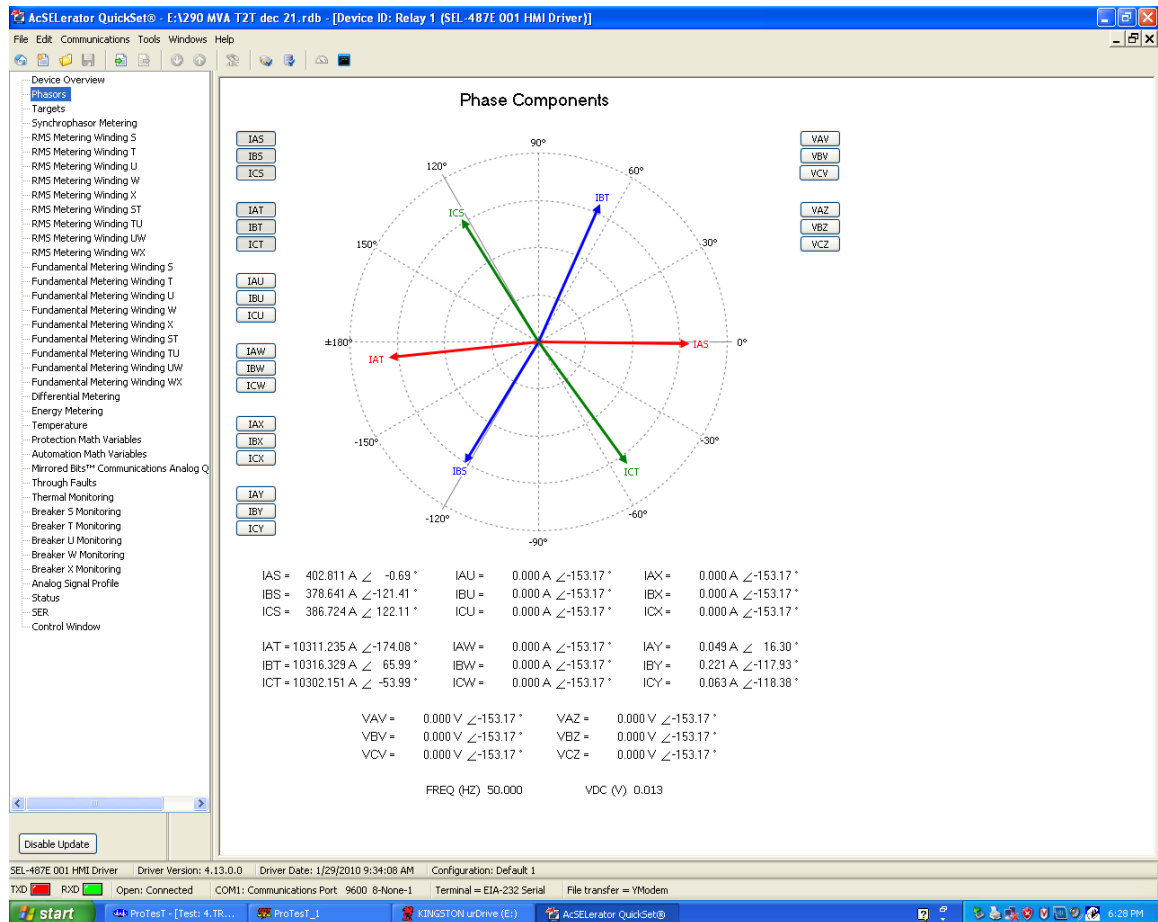 AcSELerator QuickSet® - E:\290 MVA T2T dec 21.rdb - [Device ID: Relay 1 (SEL-487E 001 HMI Driver)]
File Edit Communications Tools Windows Help
Device Overview
Phasors
Targets
Synchrophasor Metering
RMS Metering Winding S
RMS Metering Winding T
RMS Metering Winding U
RMS Metering Winding W
RMS Metering Winding X
RMS Metering Winding ST
RMS Metering Winding TU
RMS Metering Winding UW
RMS Metering Winding WX
Fundamental Metering Winding S
Fundamental Metering Winding T
Fundamental Metering Winding U
Fundamental Metering Winding W
Fundamental Metering Winding X
Fundamental Metering Winding ST
Fundamental Metering Winding TU
Fundamental Metering Winding UW
Fundamental Metering Winding WX
Differential Metering
Energy Metering
Temperature
Protection Math Variables
Automation Math Variables
Mirrored Bits™ Communications Analog Q
Through Faults
Thermal Monitoring
Breaker S Monitoring
Breaker T Monitoring
Breaker U Monitoring
Breaker W Monitoring
Breaker X Monitoring
Analog Signal Profile
Status
SER
Control Window
Disable Update
Phase Components
IAS
IBS
ICS
IAT
IBT
ICT
IAU
IBU
ICU
IAW
IBW
ICW
IAX
IBX
ICX
IAY
IBY
ICY
90°
120°
60°
IBT
ICS
150°
30°
±180°
IAT
IAS
0°
-150°
-30°
IBS
ICT
-120°
-60°
-90°
VAV
VBV
VCV
VAZ
VBZ
VCZ
IAS = 402.811 A ∠ -0.69 ° IAU = 0.000 A ∠-153.17 ° IAX = 0.000 A ∠-153.17 °
IBS = 378.641 A ∠-121.41 ° IBU = 0.000 A ∠-153.17 ° IBX = 0.000 A ∠-153.17 °
ICS = 386.724 A ∠ 122.11 ° ICU = 0.000 A ∠-153.17 ° ICX = 0.000 A ∠-153.17 °
IAT = 10311.235 A ∠-174.08 ° IAW = 0.000 A ∠-153.17 ° IAY = 0.049 A ∠ 16.30 °
IBT = 10316.329 A ∠ 65.99 ° IBW = 0.000 A ∠-153.17 ° IBY = 0.221 A ∠-117.93 °
ICT = 10302.151 A ∠ -53.99 ° ICW = 0.000 A ∠-153.17 ° ICY = 0.063 A ∠-118.38 °
VAV = 0.000 V ∠-153.17 ° VAZ = 0.000 V ∠-153.17 °
VBV = 0.000 V ∠-153.17 ° VBZ = 0.000 V ∠-153.17 °
VCV = 0.000 V ∠-153.17 ° VCZ = 0.000 V ∠-153.17 °
FREQ (HZ) 50.000 VDC (V) 0.013
SEL-487E 001 HMI Driver Driver Version: 4.13.0.0 Driver Date: 1/29/2010 9:34:08 AM Configuration: Default 1
TXD RXD Open: Connected COM1: Communications Port 9600 8-None-1 Terminal = EIA-232 Serial File transfer = YModem
start ProTesT - [Test: 4.TR... ProTesT_1 KINGSTON urDrive (E:) AcSELerator QuickSet® 6:28 PM